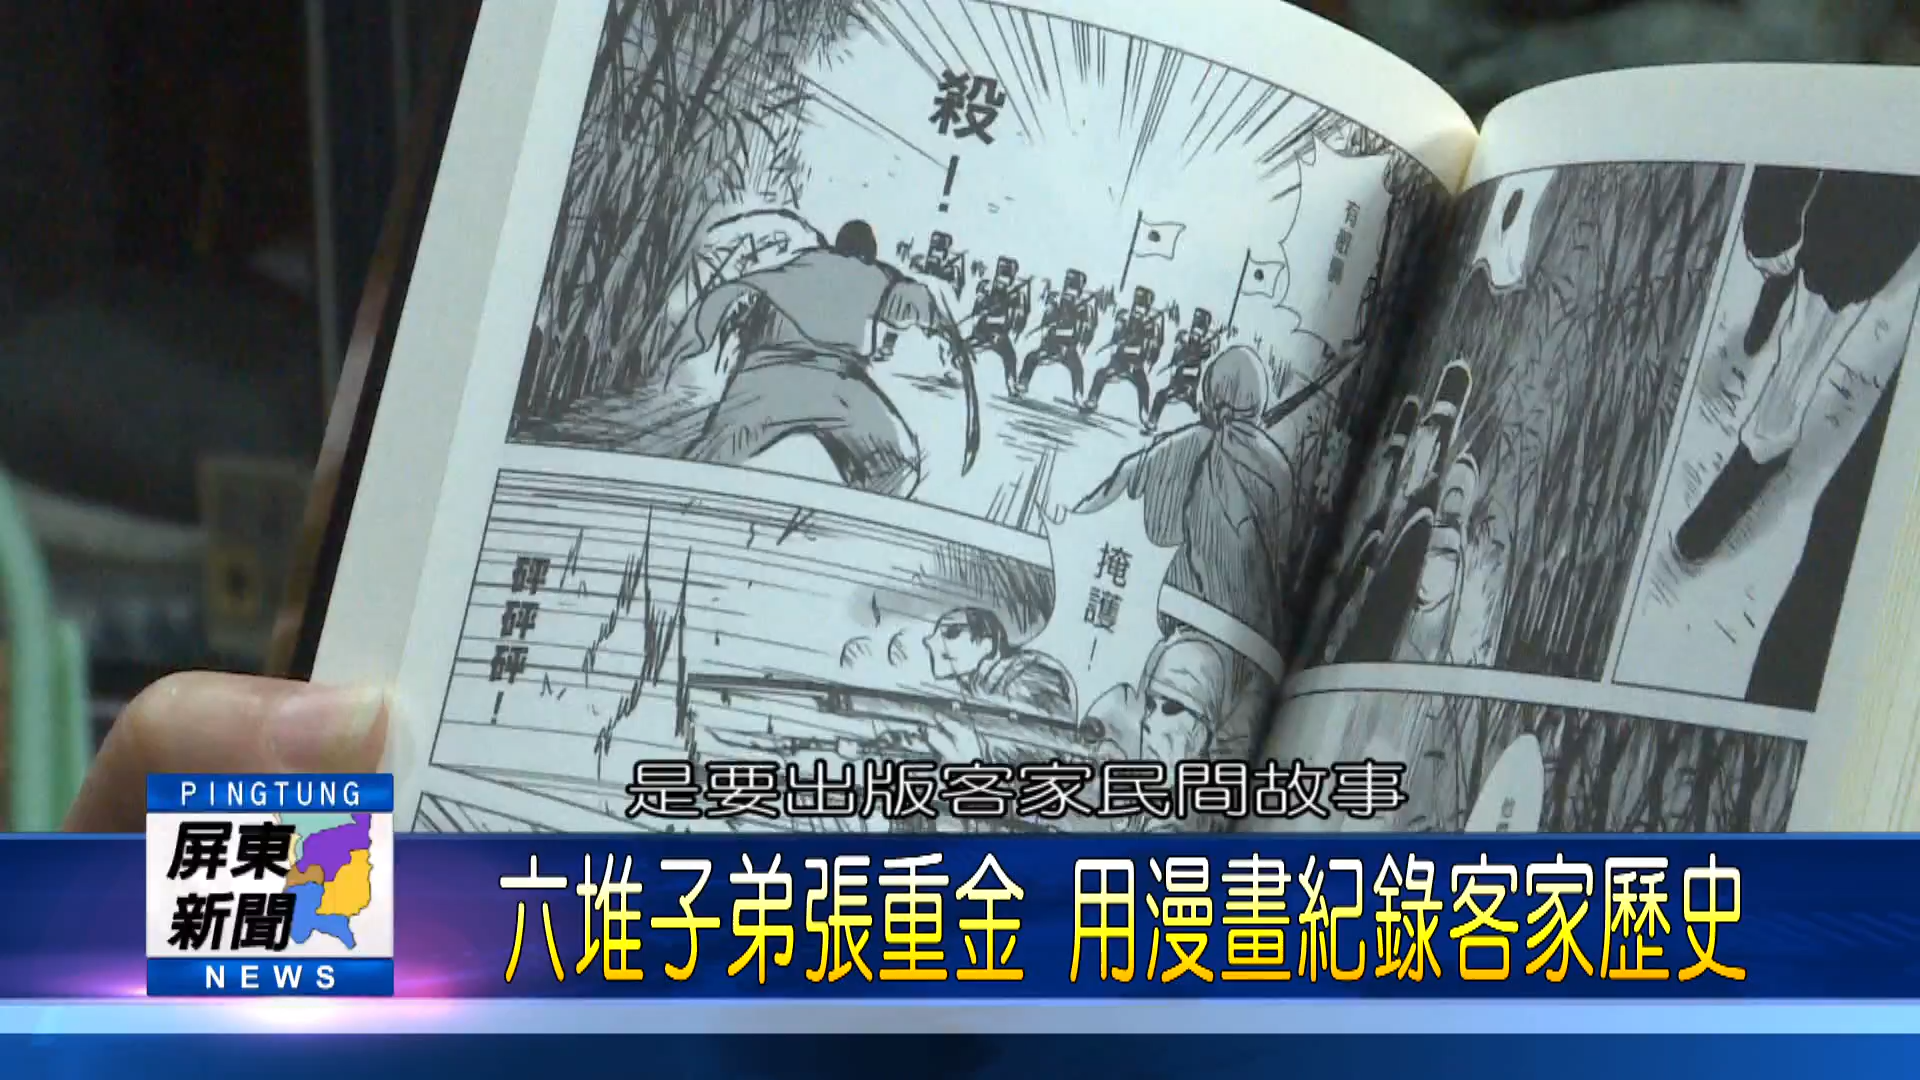 殺！
有部隊！
掩護！
砰砰砰！
是要出版客家民間故事
PINGTUNG
屏東
新聞
NEWS
六堆子弟張重金 用漫畫紀錄客家歷史